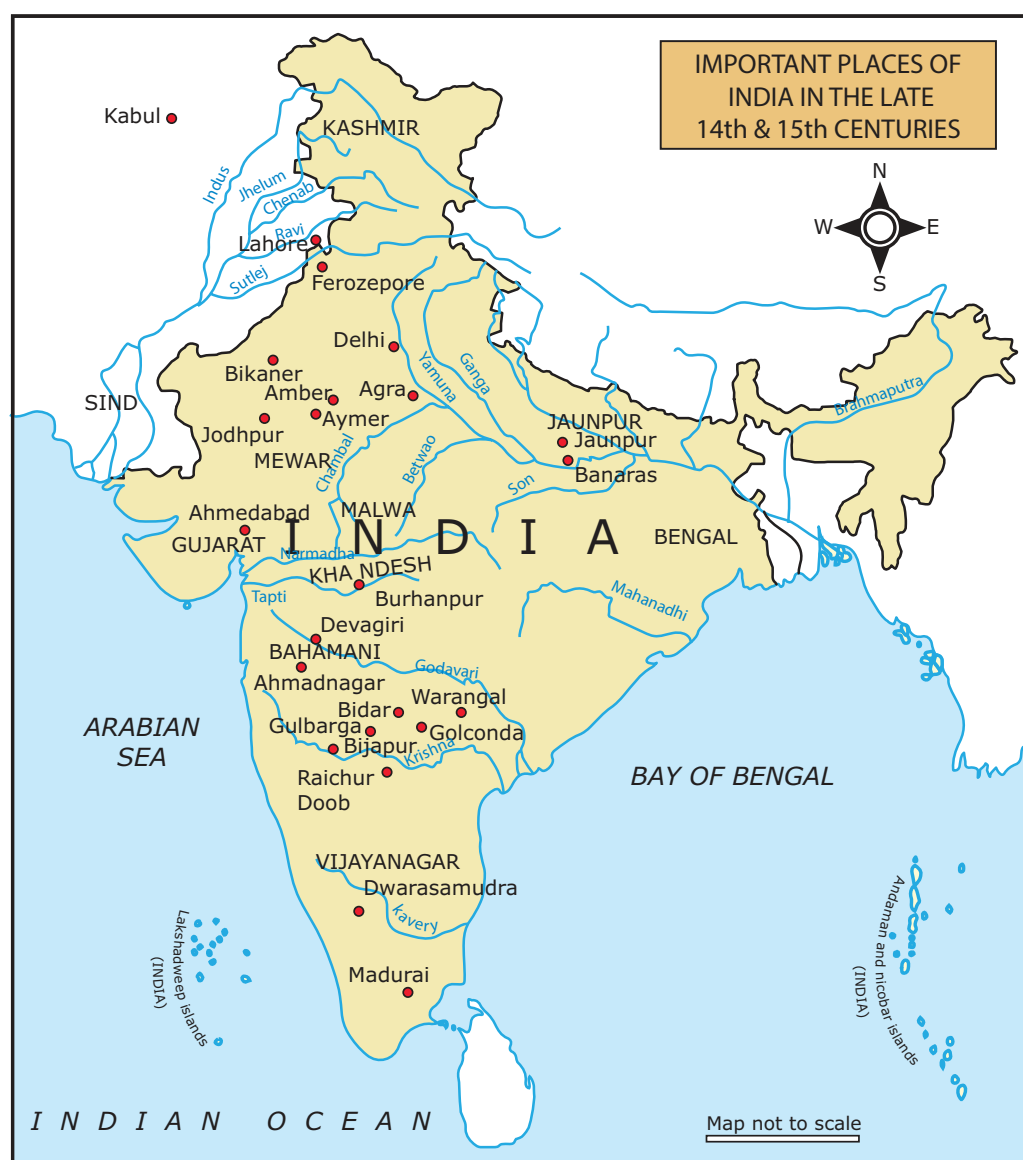 IMPORTANT PLACES OF
INDIA IN THE LATE
14th & 15th CENTURIES
Kabul
KASHMIR
Indus
Jhelum
Chenab
Ravi
Lahore
Sutlej
Ferozepore
N
W
E
S
Delhi
Bikaner
Amber
Agra
Yamuna
Ganga
SIND
Jodhpur
Aymer
MEWAR
Chambal
Betwao
JAUNPUR
Jaunpur
Banaras
Brahmaputra
Son
Ahmedabad
GUJARAT
MALWA
INDIA
BENGAL
Narmadha
KHA NDESH
Tapti
Burhanpur
Mahanadhi
Devagiri
BAHAMANI
Ahmadnagar
Godavari
Bidar
Warangal
Gulbarga
Golconda
Bijapur
Krishna
Raichur
Doob
ARABIAN
SEA
BAY OF BENGAL
VIJAYANAGAR
Dwarasamudra
kavery
Madurai
Lakshadweep islands
(INDIA)
Andaman and nicobar islands
(INDIA)
INDIAN OCEAN
Map not to scale